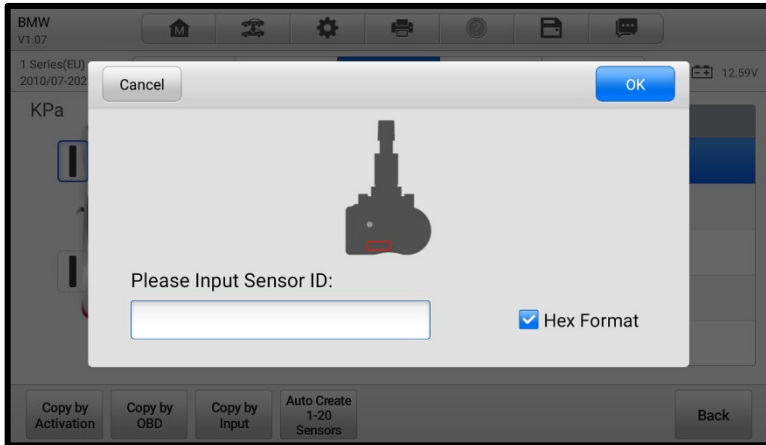 BMW
V1.07
M
1 Series(EU)
2010/07-202
12.59V
Cancel
OK
KPa
Please Input Sensor ID:
Hex Format
Copy by
Activation
Copy by
OBD
Copy by
Input
Auto Create
1-20
Sensors
Back